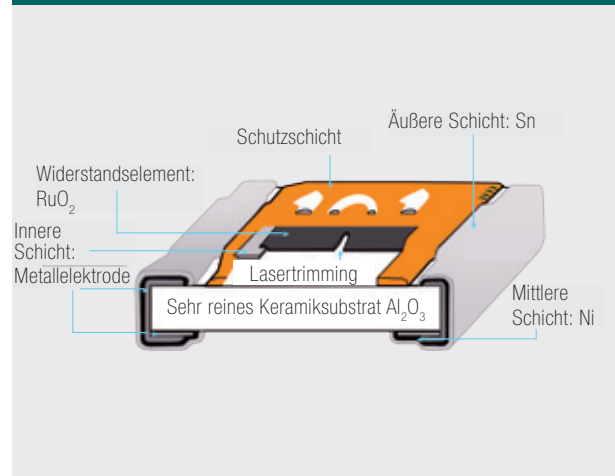 Äußere Schicht: Sn
Schutzschicht
Widerstandselement:
RuO₂
Innere
Schicht:
Metallelektrode
Lasertrimming
Sehr reines Keramiksubstrat Al₂O₃
Mittlere
Schicht: Ni